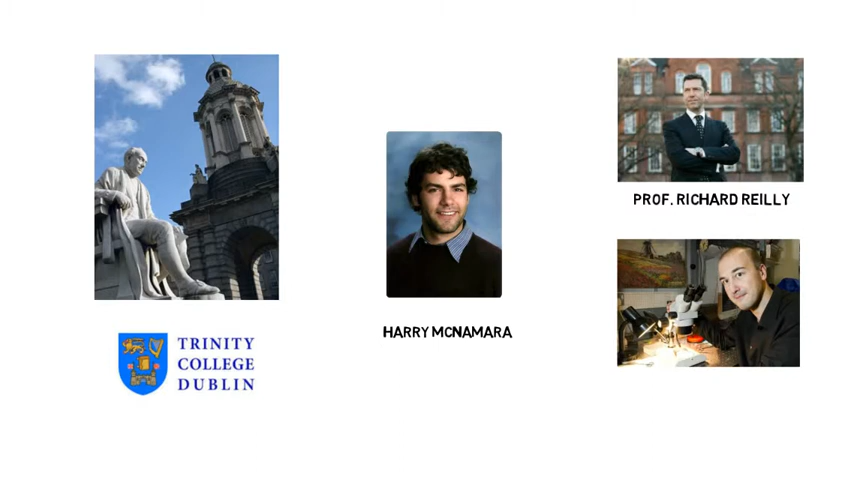 PROF. RICHARD REILLY
HARRY MCNAMARA
TRINITY
COLLEGE
DUBLIN